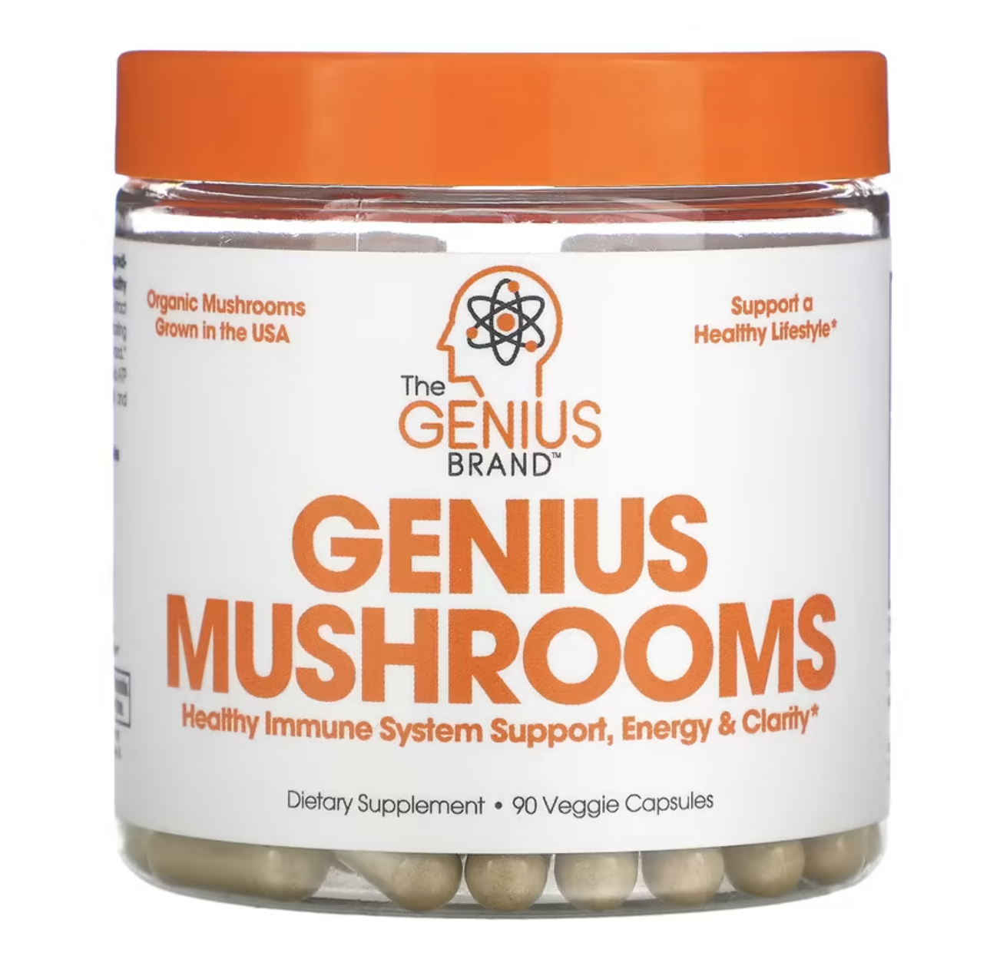 Organic Mushrooms
Grown in the USA
Support a
Healthy Lifestyle*
The
GENIUS
BRAND™
GENIUS
MUSHROOMS
Healthy Immune System Support, Energy & Clarity*
Dietary Supplement • 90 Veggie Capsules